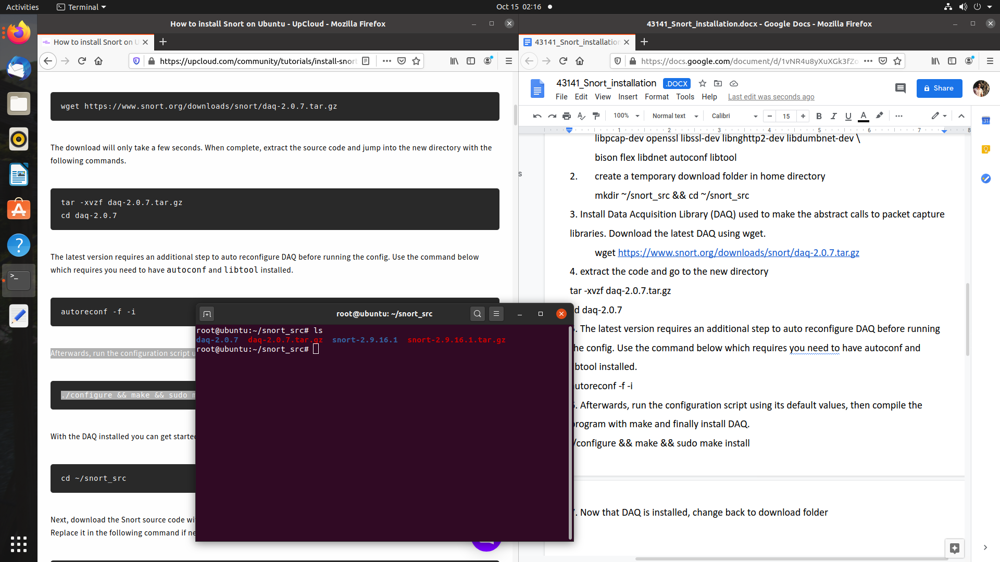 Activities
Terminal
Oct 15 02:16
How to install Snort on Ubuntu - UpCloud - Mozilla Firefox
How to install Snort on U
https://upcloud.com/community/tutorials/install-snort
wget https://www.snort.org/downloads/snort/daq-2.0.7.tar.gz
The download will only take a few seconds. When complete, extract the source code and jump into the new directory with the
following commands.
tar -xvzf daq-2.0.7.tar.gz
cd daq-2.0.7
The latest version requires an additional step to auto reconfigure DAQ before running the config. Use the command below
which requires you need to have autoconf and libtool installed.
autoreconf -f -i
Afterwards, run the configuration script u
./configure && make && sudo m
With the DAQ installed you can get started
cd ~/snort_src
Next, download the Snort source code wi
Replace it in the following command if ne
root@ubuntu: ~/snort_src
root@ubuntu:~/snort_src# ls
daq-2.0.7 daq-2.0.7.tar.gz snort-2.9.16.1 snort-2.9.16.1.tar.gz
root@ubuntu:~/snort_src#
43141_Snort_installation.docx - Google Docs - Mozilla Firefox
43141_Snort_installation
https://docs.google.com/document/d/1vNR4u8yXuXGk3fZo
43141_Snort_installation .DOCX
Share
File Edit View Insert Format Tools Help Last edit was seconds ago
100% Normal text Calibri 15 B I U A
1 2 3 4 5 6 7 8
31
s
libpcap-dev openssl libssl-dev libnghttp2-dev libdumbnet-dev \
bison flex libdnet autoconf libtool
2. create a temporary download folder in home directory
mkdir ~/snort_src && cd ~/snort_src
3. Install Data Acquisition Library (DAQ) used to make the abstract calls to packet capture
libraries. Download the latest DAQ using wget.
wget https://www.snort.org/downloads/snort/daq-2.0.7.tar.gz
4. extract the code and go to the new directory
tar -xvzf daq-2.0.7.tar.gz
d daq-2.0.7
. The latest version requires an additional step to auto reconfigure DAQ before running
he config. Use the command below which requires you need to have autoconf and
btool installed.
utoreconf -f -i
. Afterwards, run the configuration script using its default values, then compile the
program with make and finally install DAQ.
/configure && make && sudo make install
. Now that DAQ is installed, change back to download folder